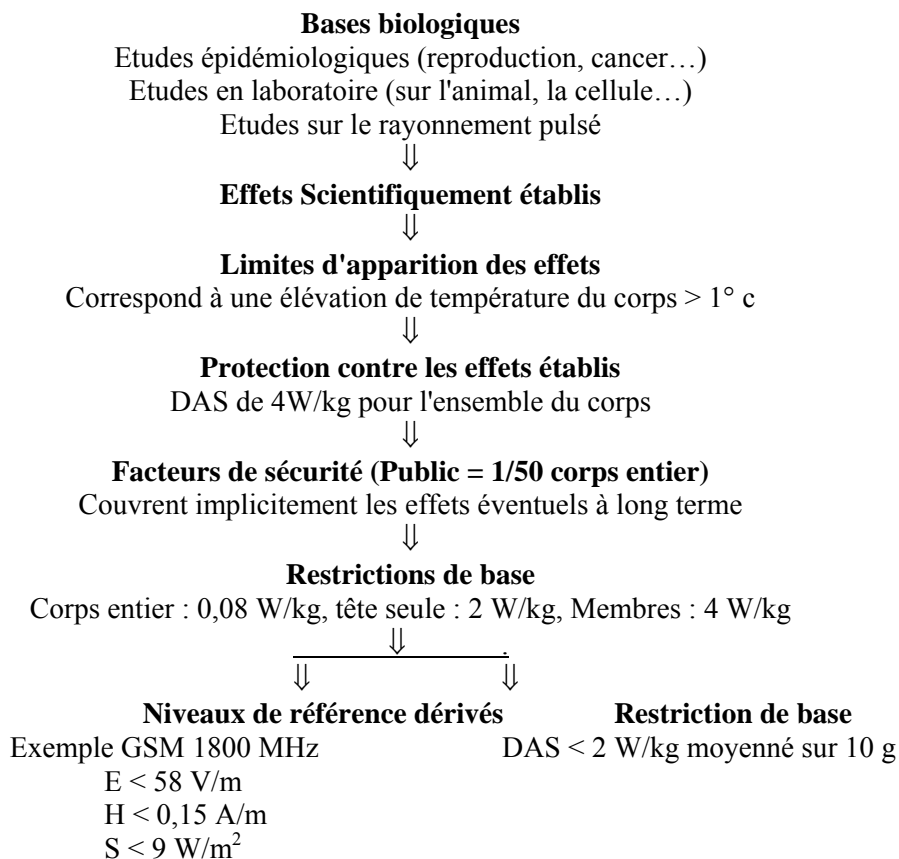 Bases biologiques
Etudes épidémiologiques (reproduction, cancer…)
Etudes en laboratoire (sur l'animal, la cellule…)
Etudes sur le rayonnement pulsé
⇓
Effets Scientifiquement établis
⇓
Limites d'apparition des effets
Correspond à une élévation de température du corps > 1° c
⇓
Protection contre les effets établis
DAS de 4W/kg pour l'ensemble du corps
⇓
Facteurs de sécurité (Public = 1/50 corps entier)
Couvrent implicitement les effets éventuels à long terme
⇓
Restrictions de base
Corps entier : 0,08 W/kg, tête seule : 2 W/kg, Membres : 4 W/kg
⇓ .
⇓ ⇓
Niveaux de référence dérivés Restriction de base
Exemple GSM 1800 MHz DAS < 2 W/kg moyenné sur 10 g
E < 58 V/m
H < 0,15 A/m
S < 9 W/m²